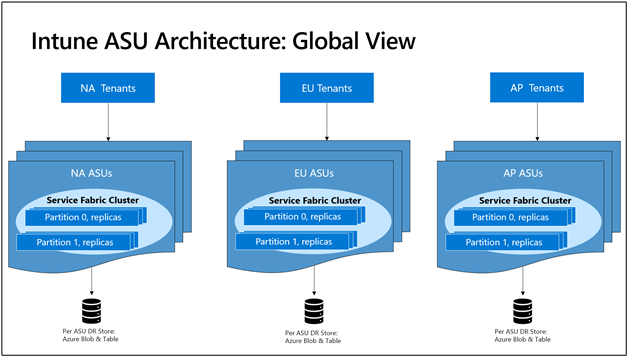 Intune ASU Architecture: Global View
NA Tenants
EU Tenants
AP Tenants
NA ASUs
EU ASUs
AP ASUs
Service Fabric Cluster
Service Fabric Cluster
Service Fabric Cluster
Partition 0, replicas
Partition 0, replicas
Partition 0, replicas
Partition 1, replicas
Partition 1, replicas
Partition 1, replicas
Per ASU DR Store:
Azure Blob & Table
Per ASU DR Store:
Azure Blob & Table
Per ASU DR Store:
Azure Blob & Table